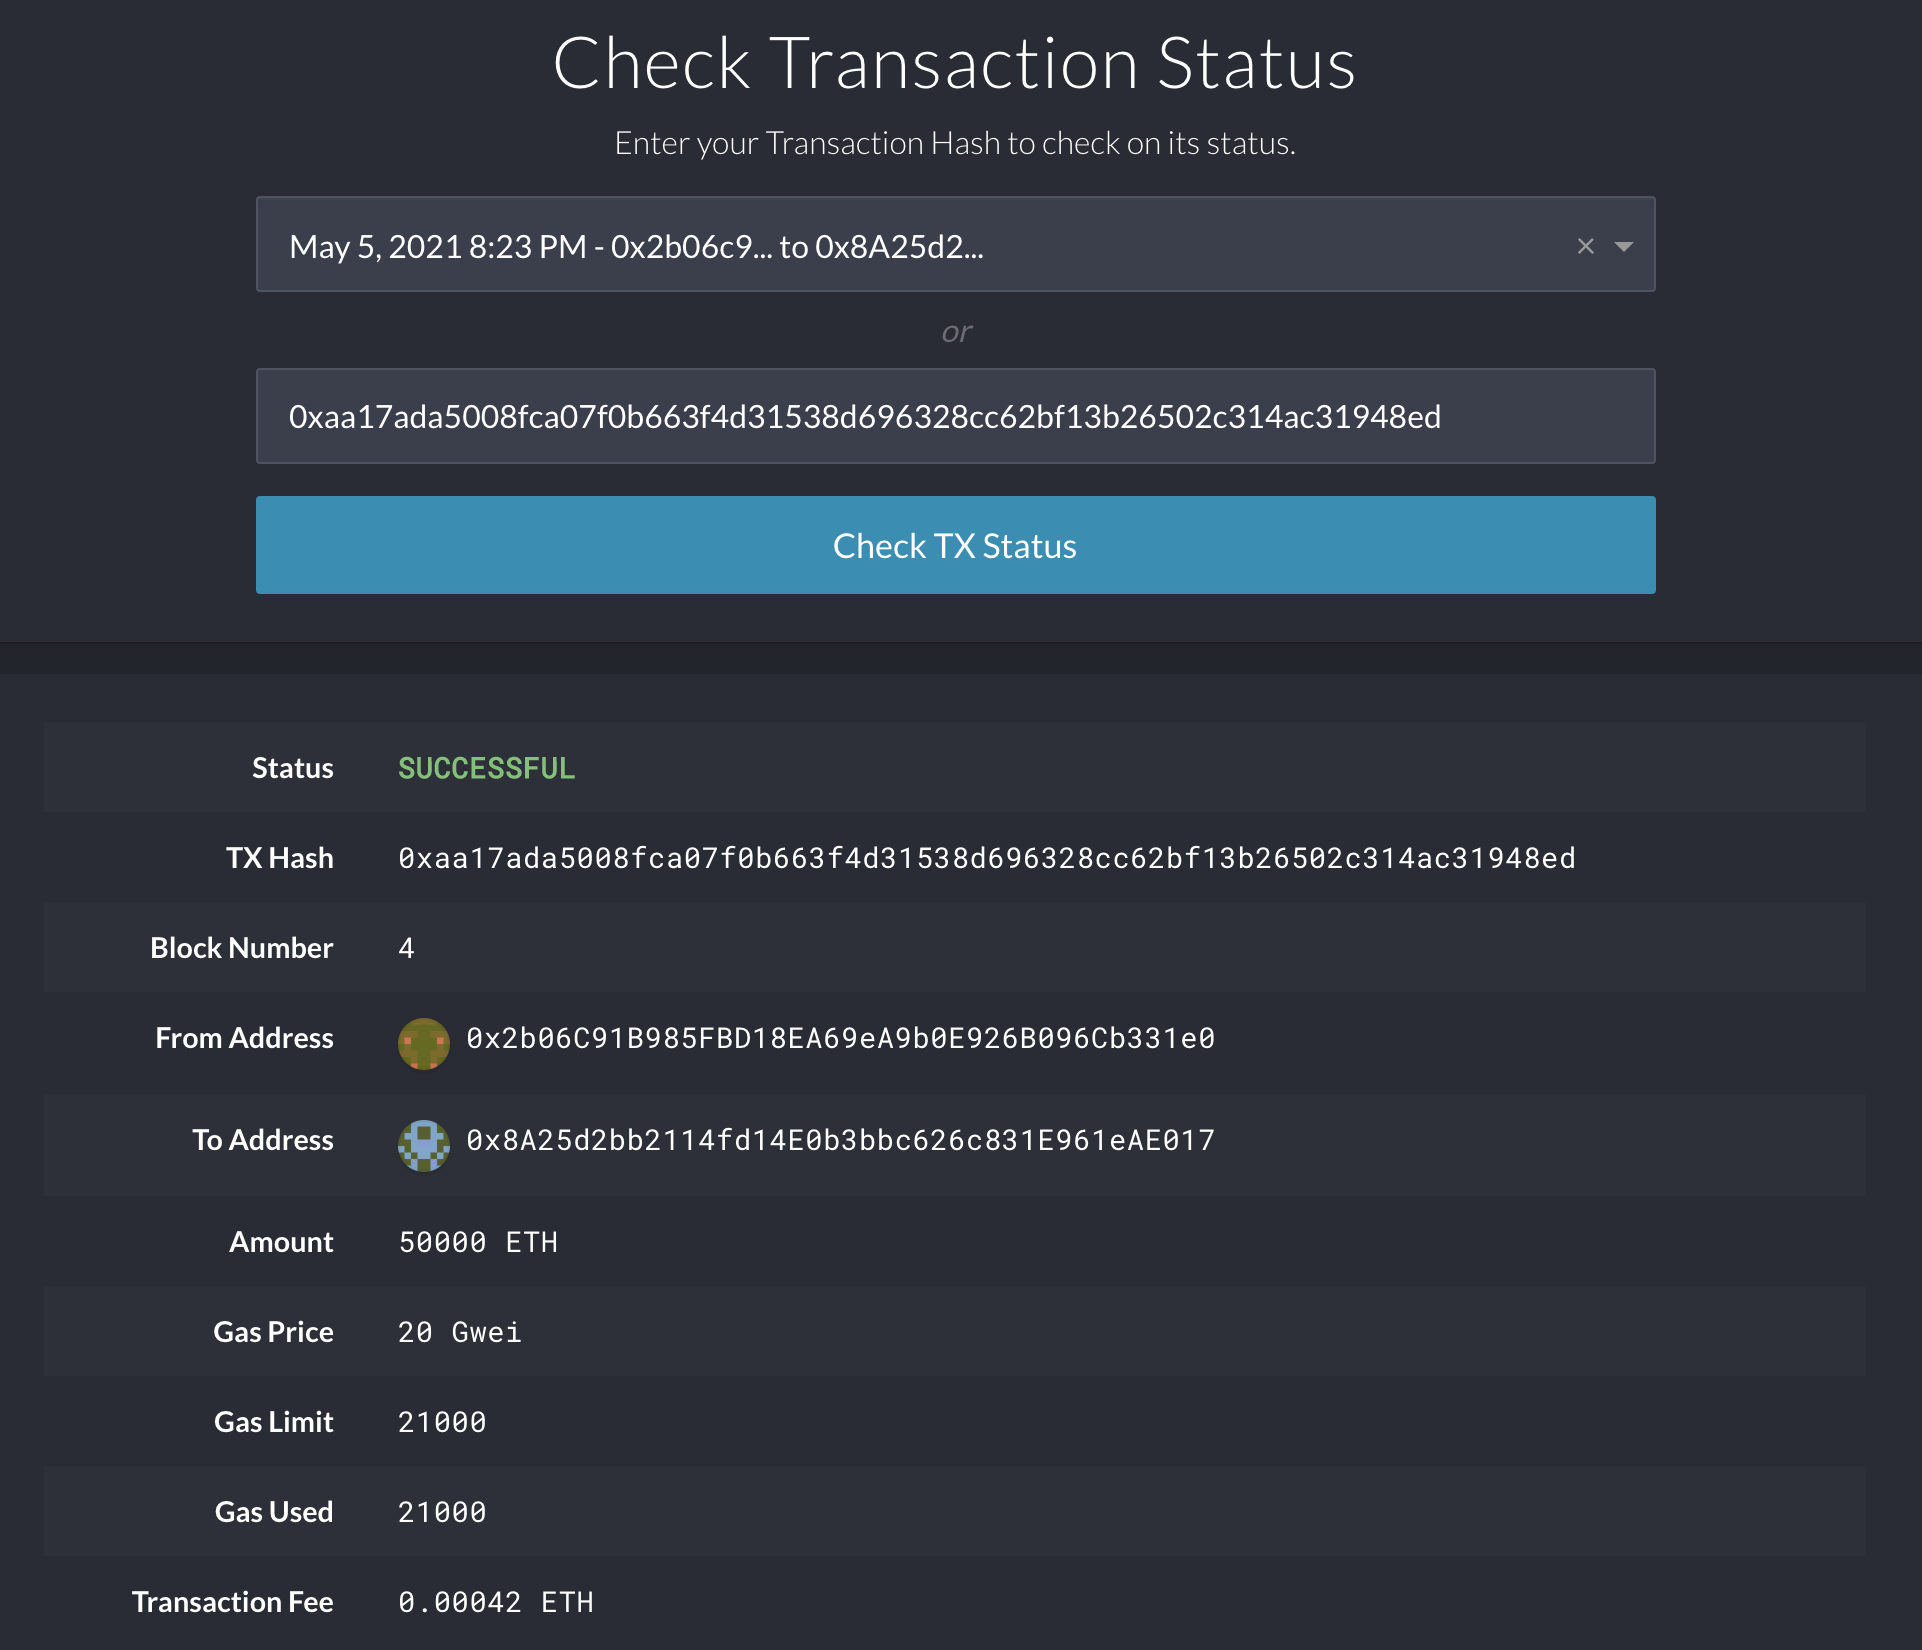 Check Transaction Status
Enter your Transaction Hash to check on its status.
May 5, 2021 8:23 PM - 0x2b06c9... to 0x8A25d2...
or
0xaa17ada5008fca07f0b663f4d31538d696328cc62bf13b26502c314ac31948ed
Check TX Status
Status SUCCESSFUL
TX Hash 0xaa17ada5008fca07f0b663f4d31538d696328cc62bf13b26502c314ac31948ed
Block Number 4
From Address 0x2b06C91B985FBD18EA69eA9b0E926B096Cb331e0
To Address 0x8A25d2bb2114fd14E0b3bbc626c831E961eAE017
Amount 50000 ETH
Gas Price 20 Gwei
Gas Limit 21000
Gas Used 21000
Transaction Fee 0.00042 ETH